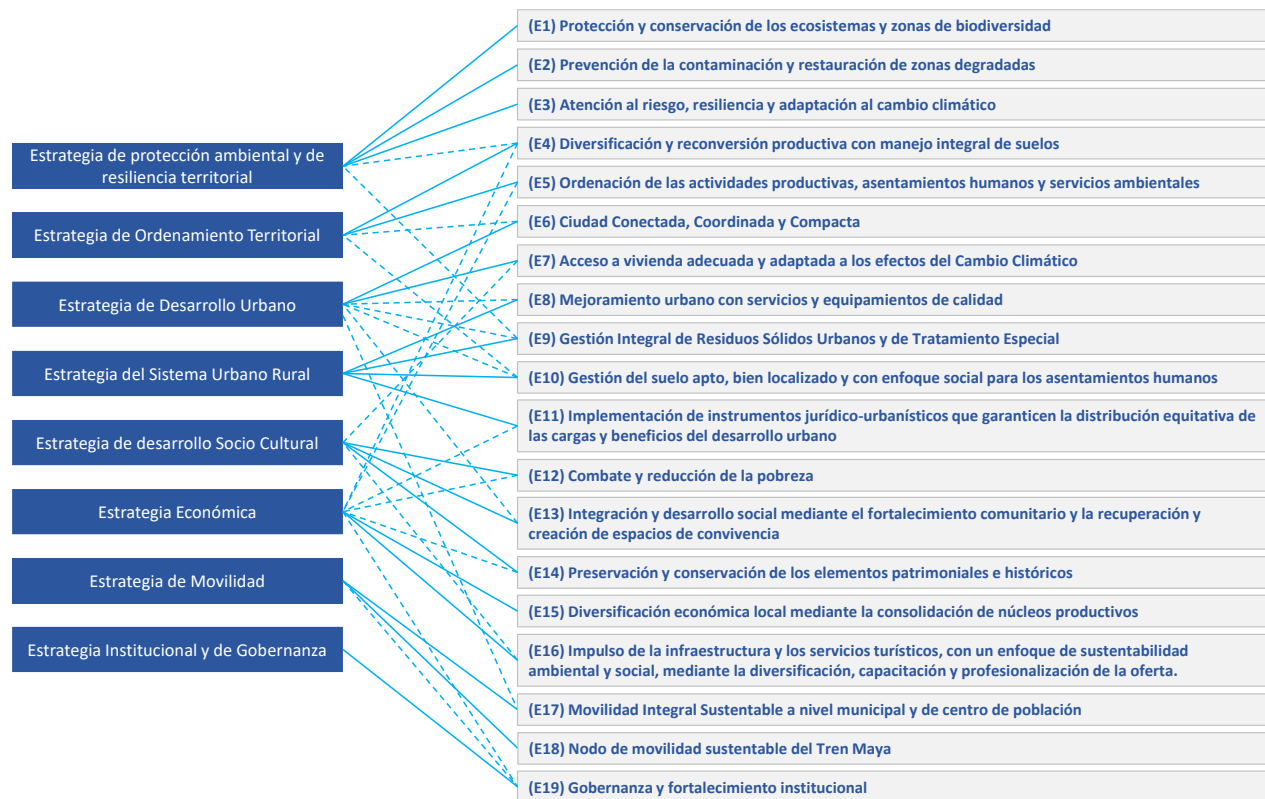 Estrategia de protección ambiental y de
resiliencia territorial
Estrategia de Ordenamiento Territorial
Estrategia de Desarrollo Urbano
Estrategia del Sistema Urbano Rural
Estrategia de desarrollo Socio Cultural
Estrategia Económica
Estrategia de Movilidad
Estrategia Institucional y de Gobernanza
(E1) Protección y conservación de los ecosistemas y zonas de biodiversidad
(E2) Prevención de la contaminación y restauración de zonas degradadas
(E3) Atención al riesgo, resiliencia y adaptación al cambio climático
(E4) Diversificación y reconversión productiva con manejo integral de suelos
(E5) Ordenación de las actividades productivas, asentamientos humanos y servicios ambientales
(E6) Ciudad Conectada, Coordinada y Compacta
(E7) Acceso a vivienda adecuada y adaptada a los efectos del Cambio Climático
(E8) Mejoramiento urbano con servicios y equipamientos de calidad
(E9) Gestión Integral de Residuos Sólidos Urbanos y de Tratamiento Especial
(E10) Gestión del suelo apto, bien localizado y con enfoque social para los asentamientos humanos
(E11) Implementación de instrumentos jurídico-urbanísticos que garanticen la distribución equitativa de
las cargas y beneficios del desarrollo urbano
(E12) Combate y reducción de la pobreza
(E13) Integración y desarrollo social mediante el fortalecimiento comunitario y la recuperación y
creación de espacios de convivencia
(E14) Preservación y conservación de los elementos patrimoniales e históricos
(E15) Diversificación económica local mediante la consolidación de núcleos productivos
(E16) Impulso de la infraestructura y los servicios turísticos, con un enfoque de sustentabilidad
ambiental y social, mediante la diversificación, capacitación y profesionalización de la oferta.
(E17) Movilidad Integral Sustentable a nivel municipal y de centro de población
(E18) Nodo de movilidad sustentable del Tren Maya
(E19) Gobernanza y fortalecimiento institucional